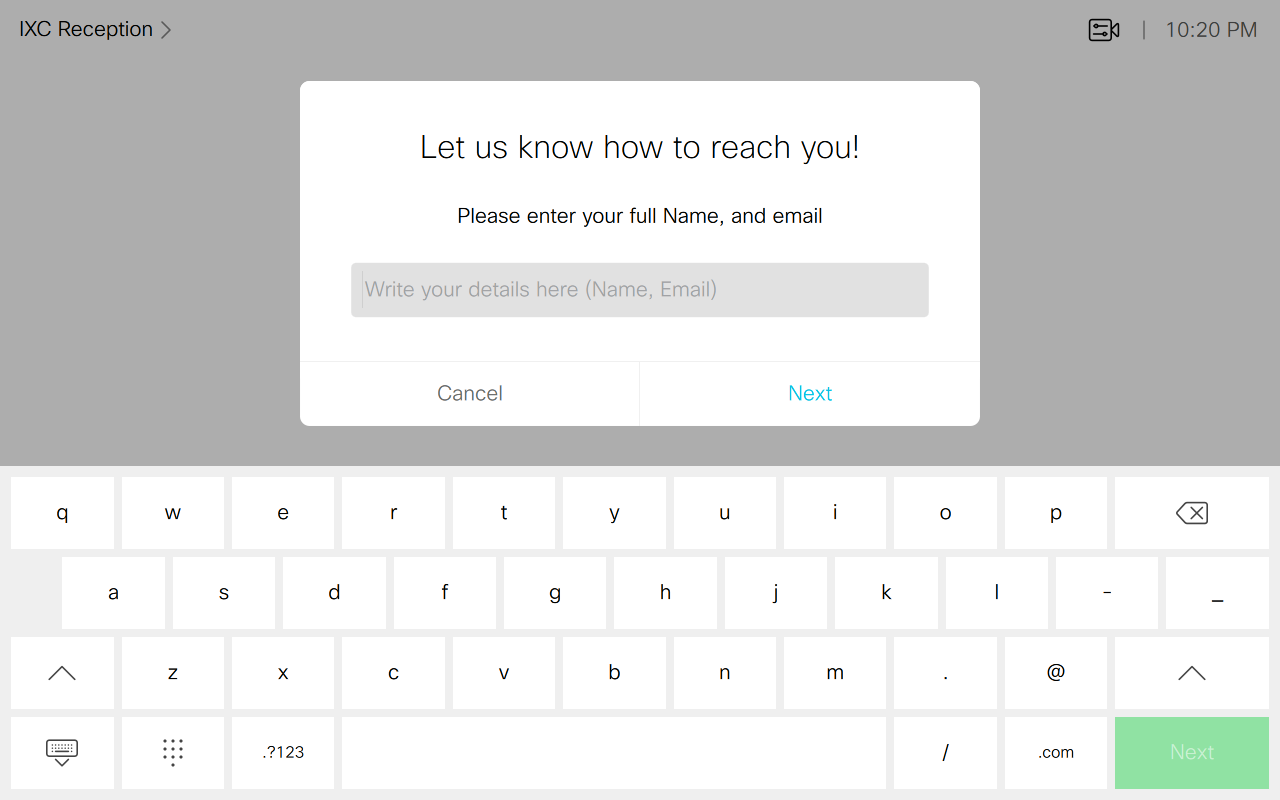 IXC Reception
10:20 PM
Let us know how to reach you!
Please enter your full Name, and email
Write your details here (Name, Email)
Cancel Next
q w e r t y u i o p
a s d f g h j k l - _
z x c v b n m . @
.?123 / .com Next